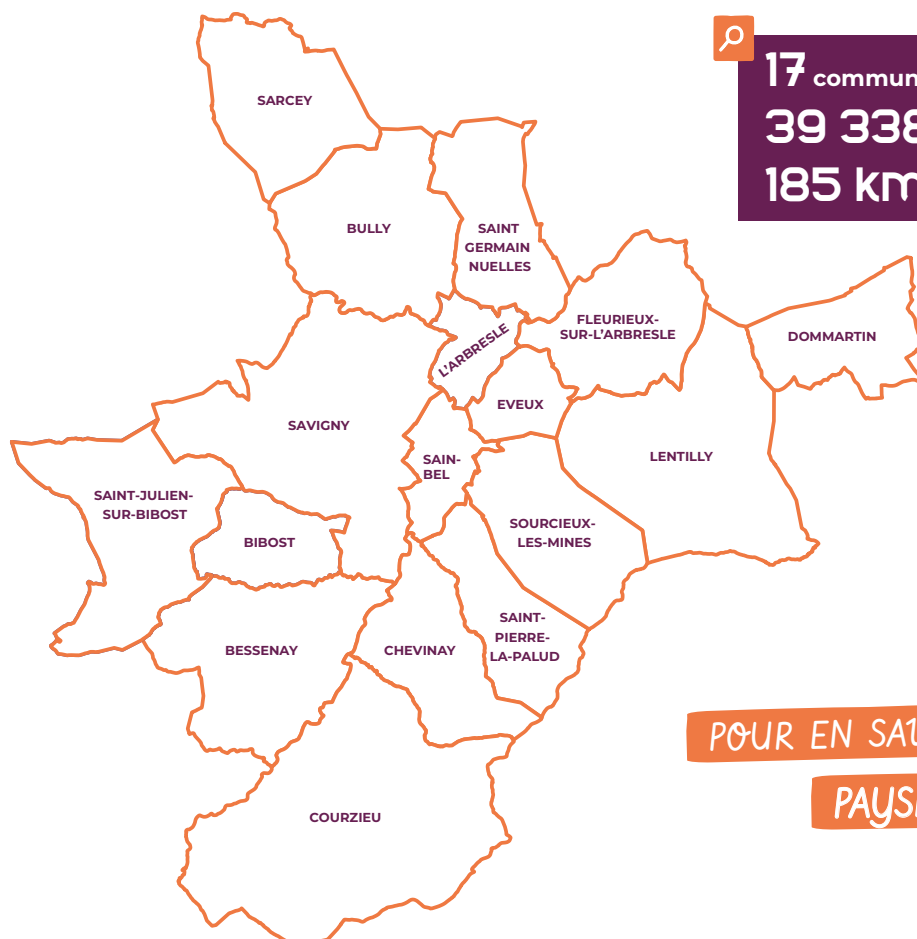 17 commun
39 338
185 km
SARCEY
BULLY
SAINT
GERMAIN
NUELLES
FLEURIEUX-
SUR-L'ARBRESLE
DOMMARTIN
L'ARBRESLE
EVEUX
SAVIGNY
SAIN-
BEL
LENTILLY
SAINT-JULIEN-
SUR-BIBOST
BIBOST
SOURCIEUX-
LES-MINES
BESSENAY
CHEVINAY
SAINT-
PIERRE-
LA-PALUD
COURZIEU
POUR EN SA
PAYS